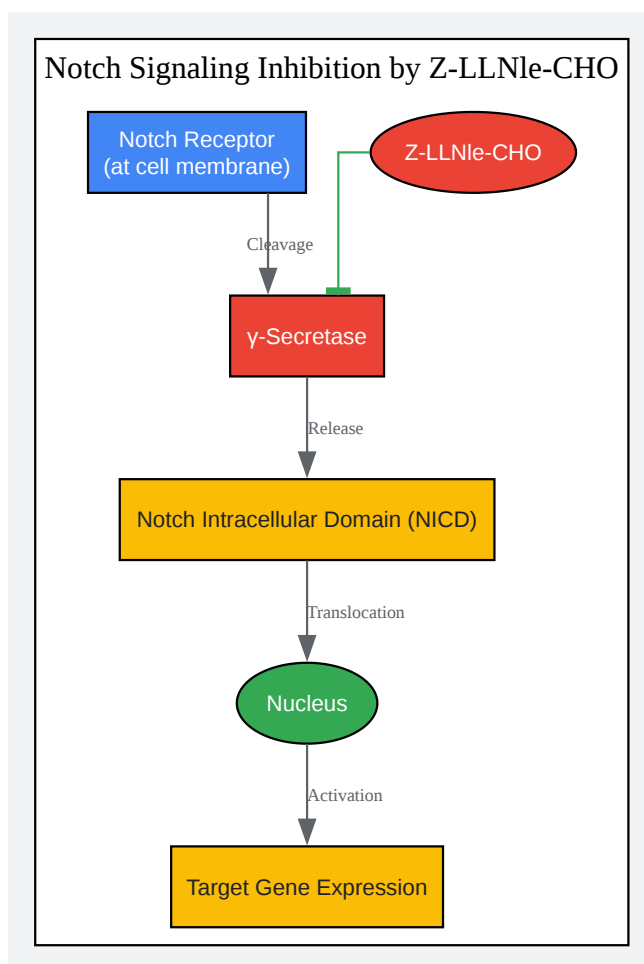 Notch Signaling Inhibition by Z-LLNle-CHO
Notch Receptor
(at cell membrane)
Z-LLNle-CHO
Cleavage
γ-Secretase
Release
Notch Intracellular Domain (NICD)
Translocation
Nucleus
Activation
Target Gene Expression